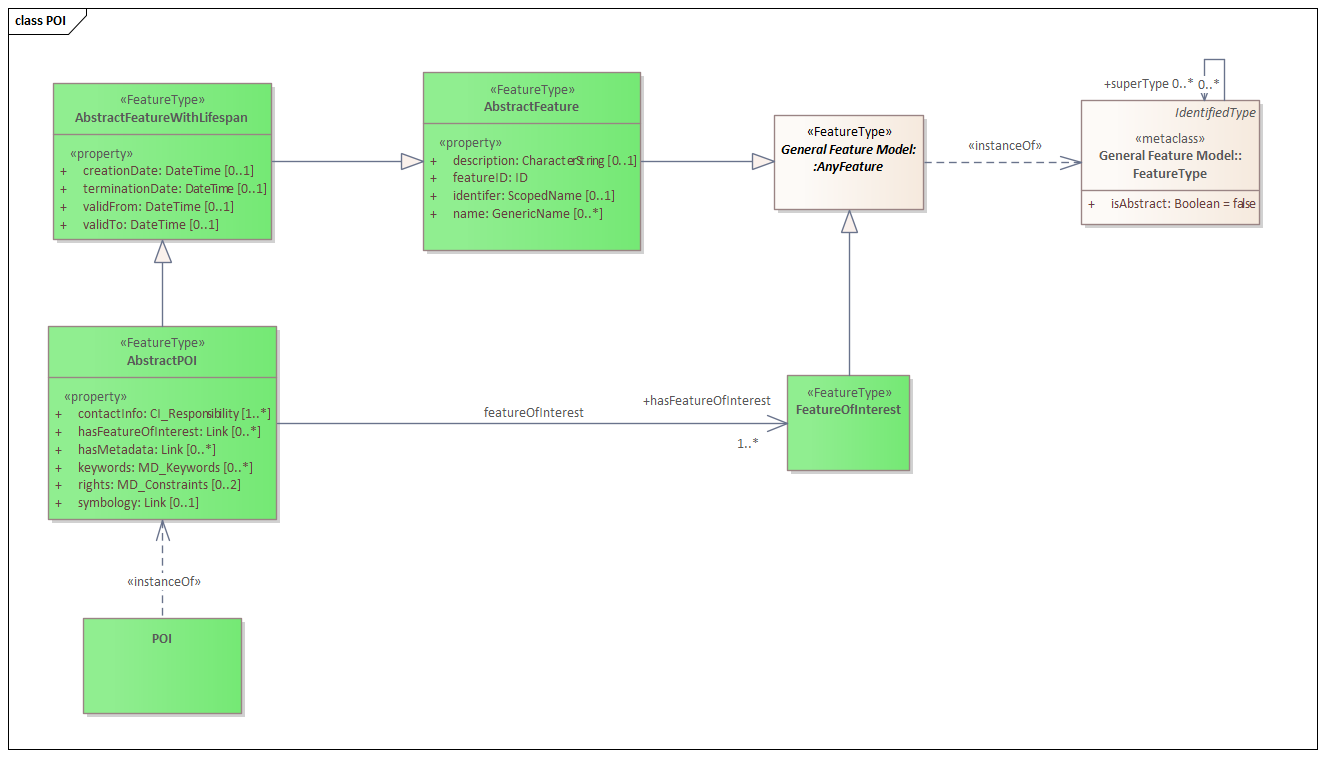 class POI
«FeatureType»
AbstractFeatureWithLifespan
«property»
+ creationDate: DateTime [0..1]
+ terminationDate: DateTime [0..1]
+ validFrom: DateTime [0..1]
+ validTo: DateTime [0..1]
«FeatureType»
AbstractFeature
«property»
+ description: CharacterString [0..1]
+ featureID: ID
+ identifer: ScopedName [0..1]
+ name: GenericName [0..*]
«FeatureType»
General Feature Model:
:AnyFeature
«instanceOf»
+superType 0..* 0..*
IdentifiedType
«metaclass»
General Feature Model::
FeatureType
+ isAbstract: Boolean = false
«FeatureType»
AbstractPOI
«property»
+ contactInfo: CI_Responsibility [1..*]
+ hasFeatureOfInterest: Link [0..*]
+ hasMetadata: Link [0..*]
+ keywords: MD_Keywords [0..*]
+ rights: MD_Constraints [0..2]
+ symbology: Link [0..1]
featureOfInterest
+hasFeatureOfInterest
1..*
«FeatureType»
FeatureOfInterest
«instanceOf»
POI